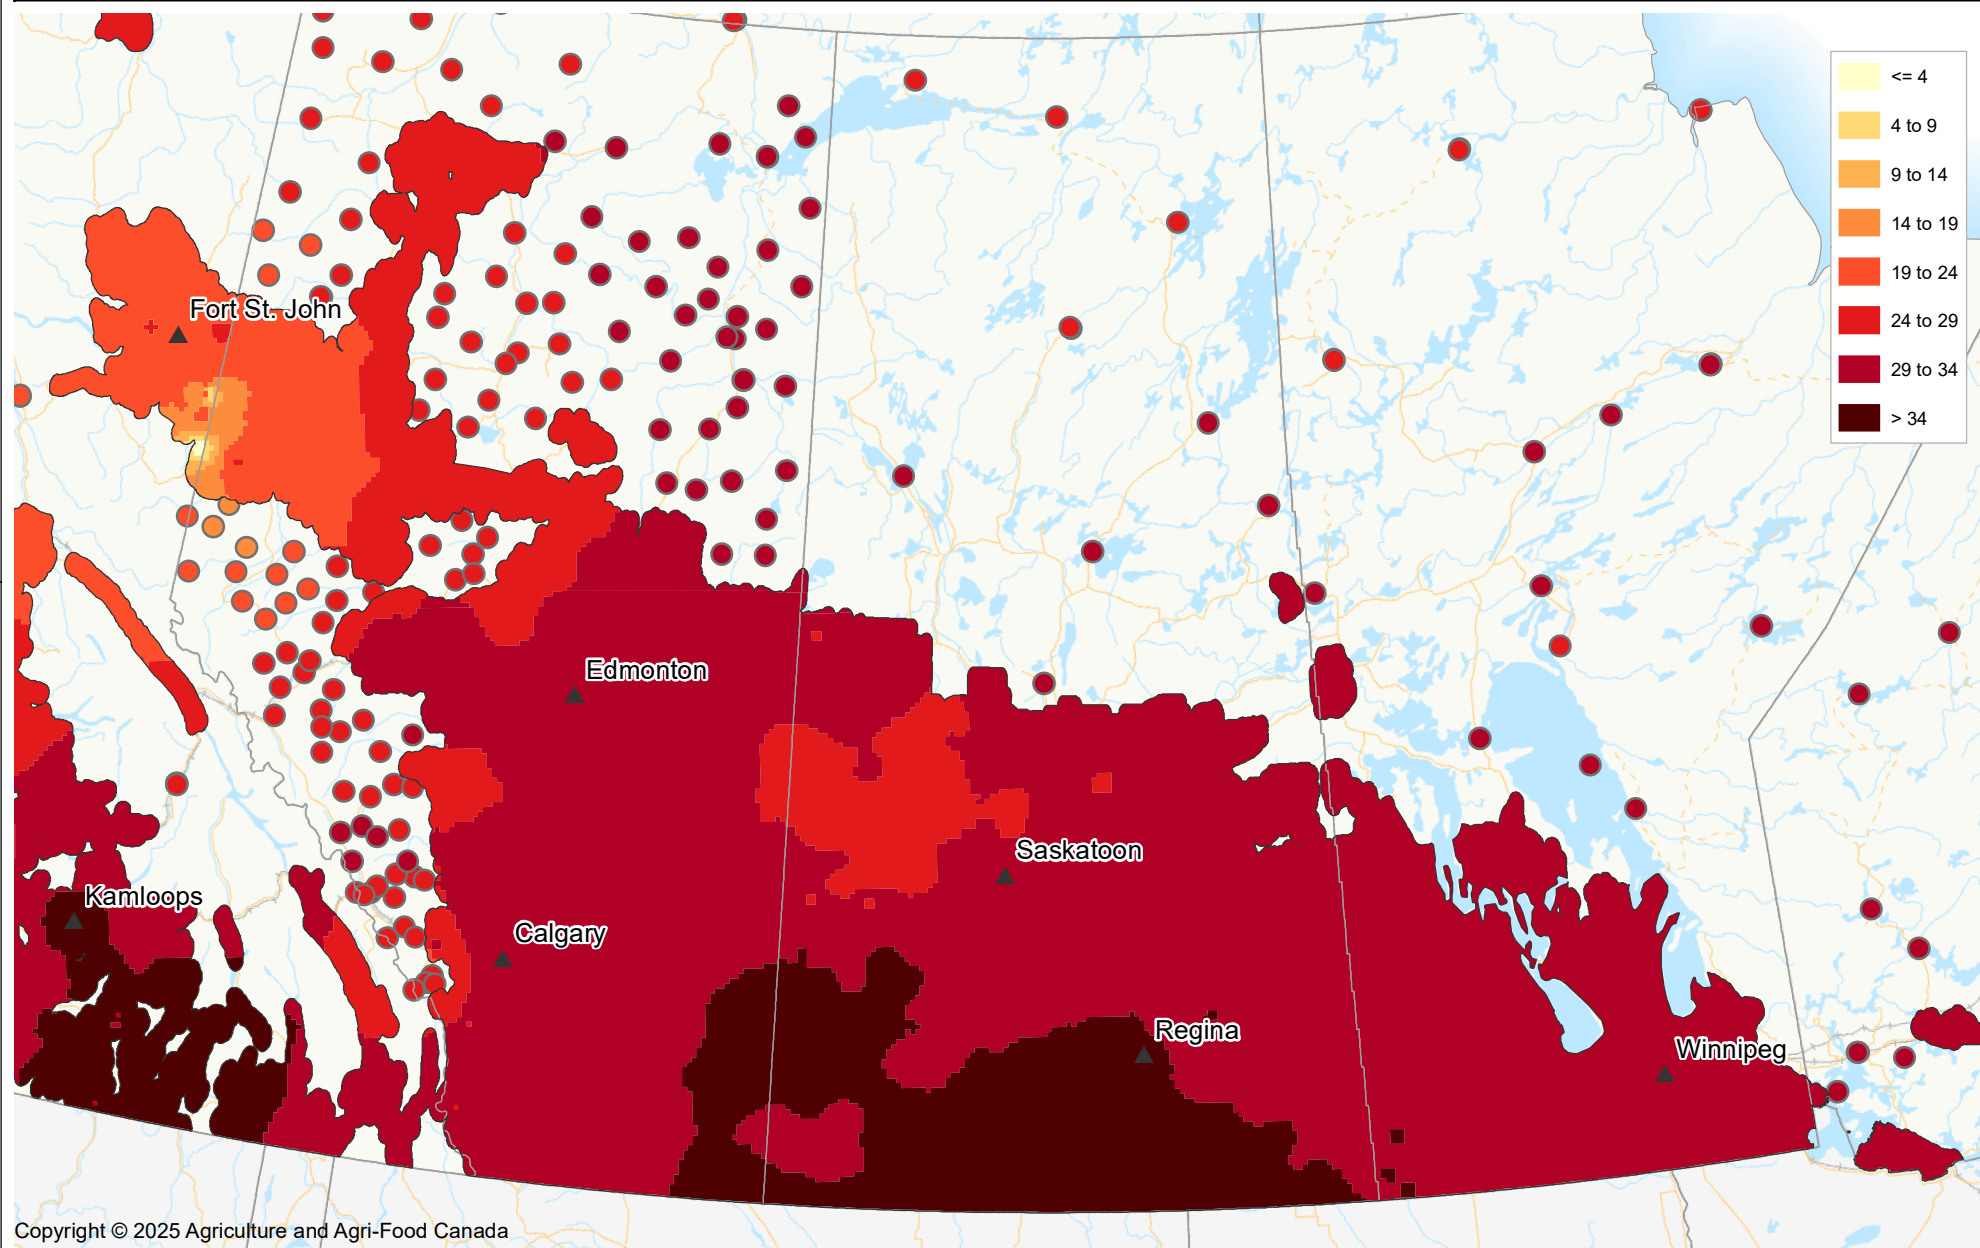 <= 4
4 to 9
9 to 14
14 to 19
19 to 24
24 to 29
29 to 34
> 34
Fort St. John
Edmonton
Saskatoon
Kamloops
Calgary
Regina
Winnipeg
Copyright © 2025 Agriculture and Agri-Food Canada